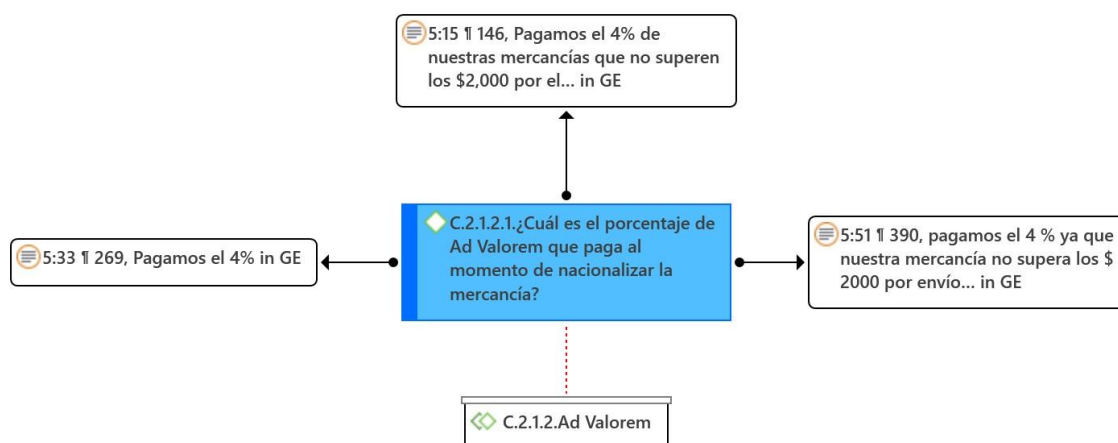 5:15 ¶ 146, Pagamos el 4% de
nuestras mercancías que no superen
los $2,000 por el... in GE
C.2.1.2.1.¿Cuál es el porcentaje de
Ad Valorem que paga al
momento de nacionalizar la
mercancía?
5:33 ¶ 269, Pagamos el 4% in GE
5:51 ¶ 390, pagamos el 4 % ya que
nuestra mercancía no supera los $
2000 por envío... in GE
C.2.1.2.Ad Valorem